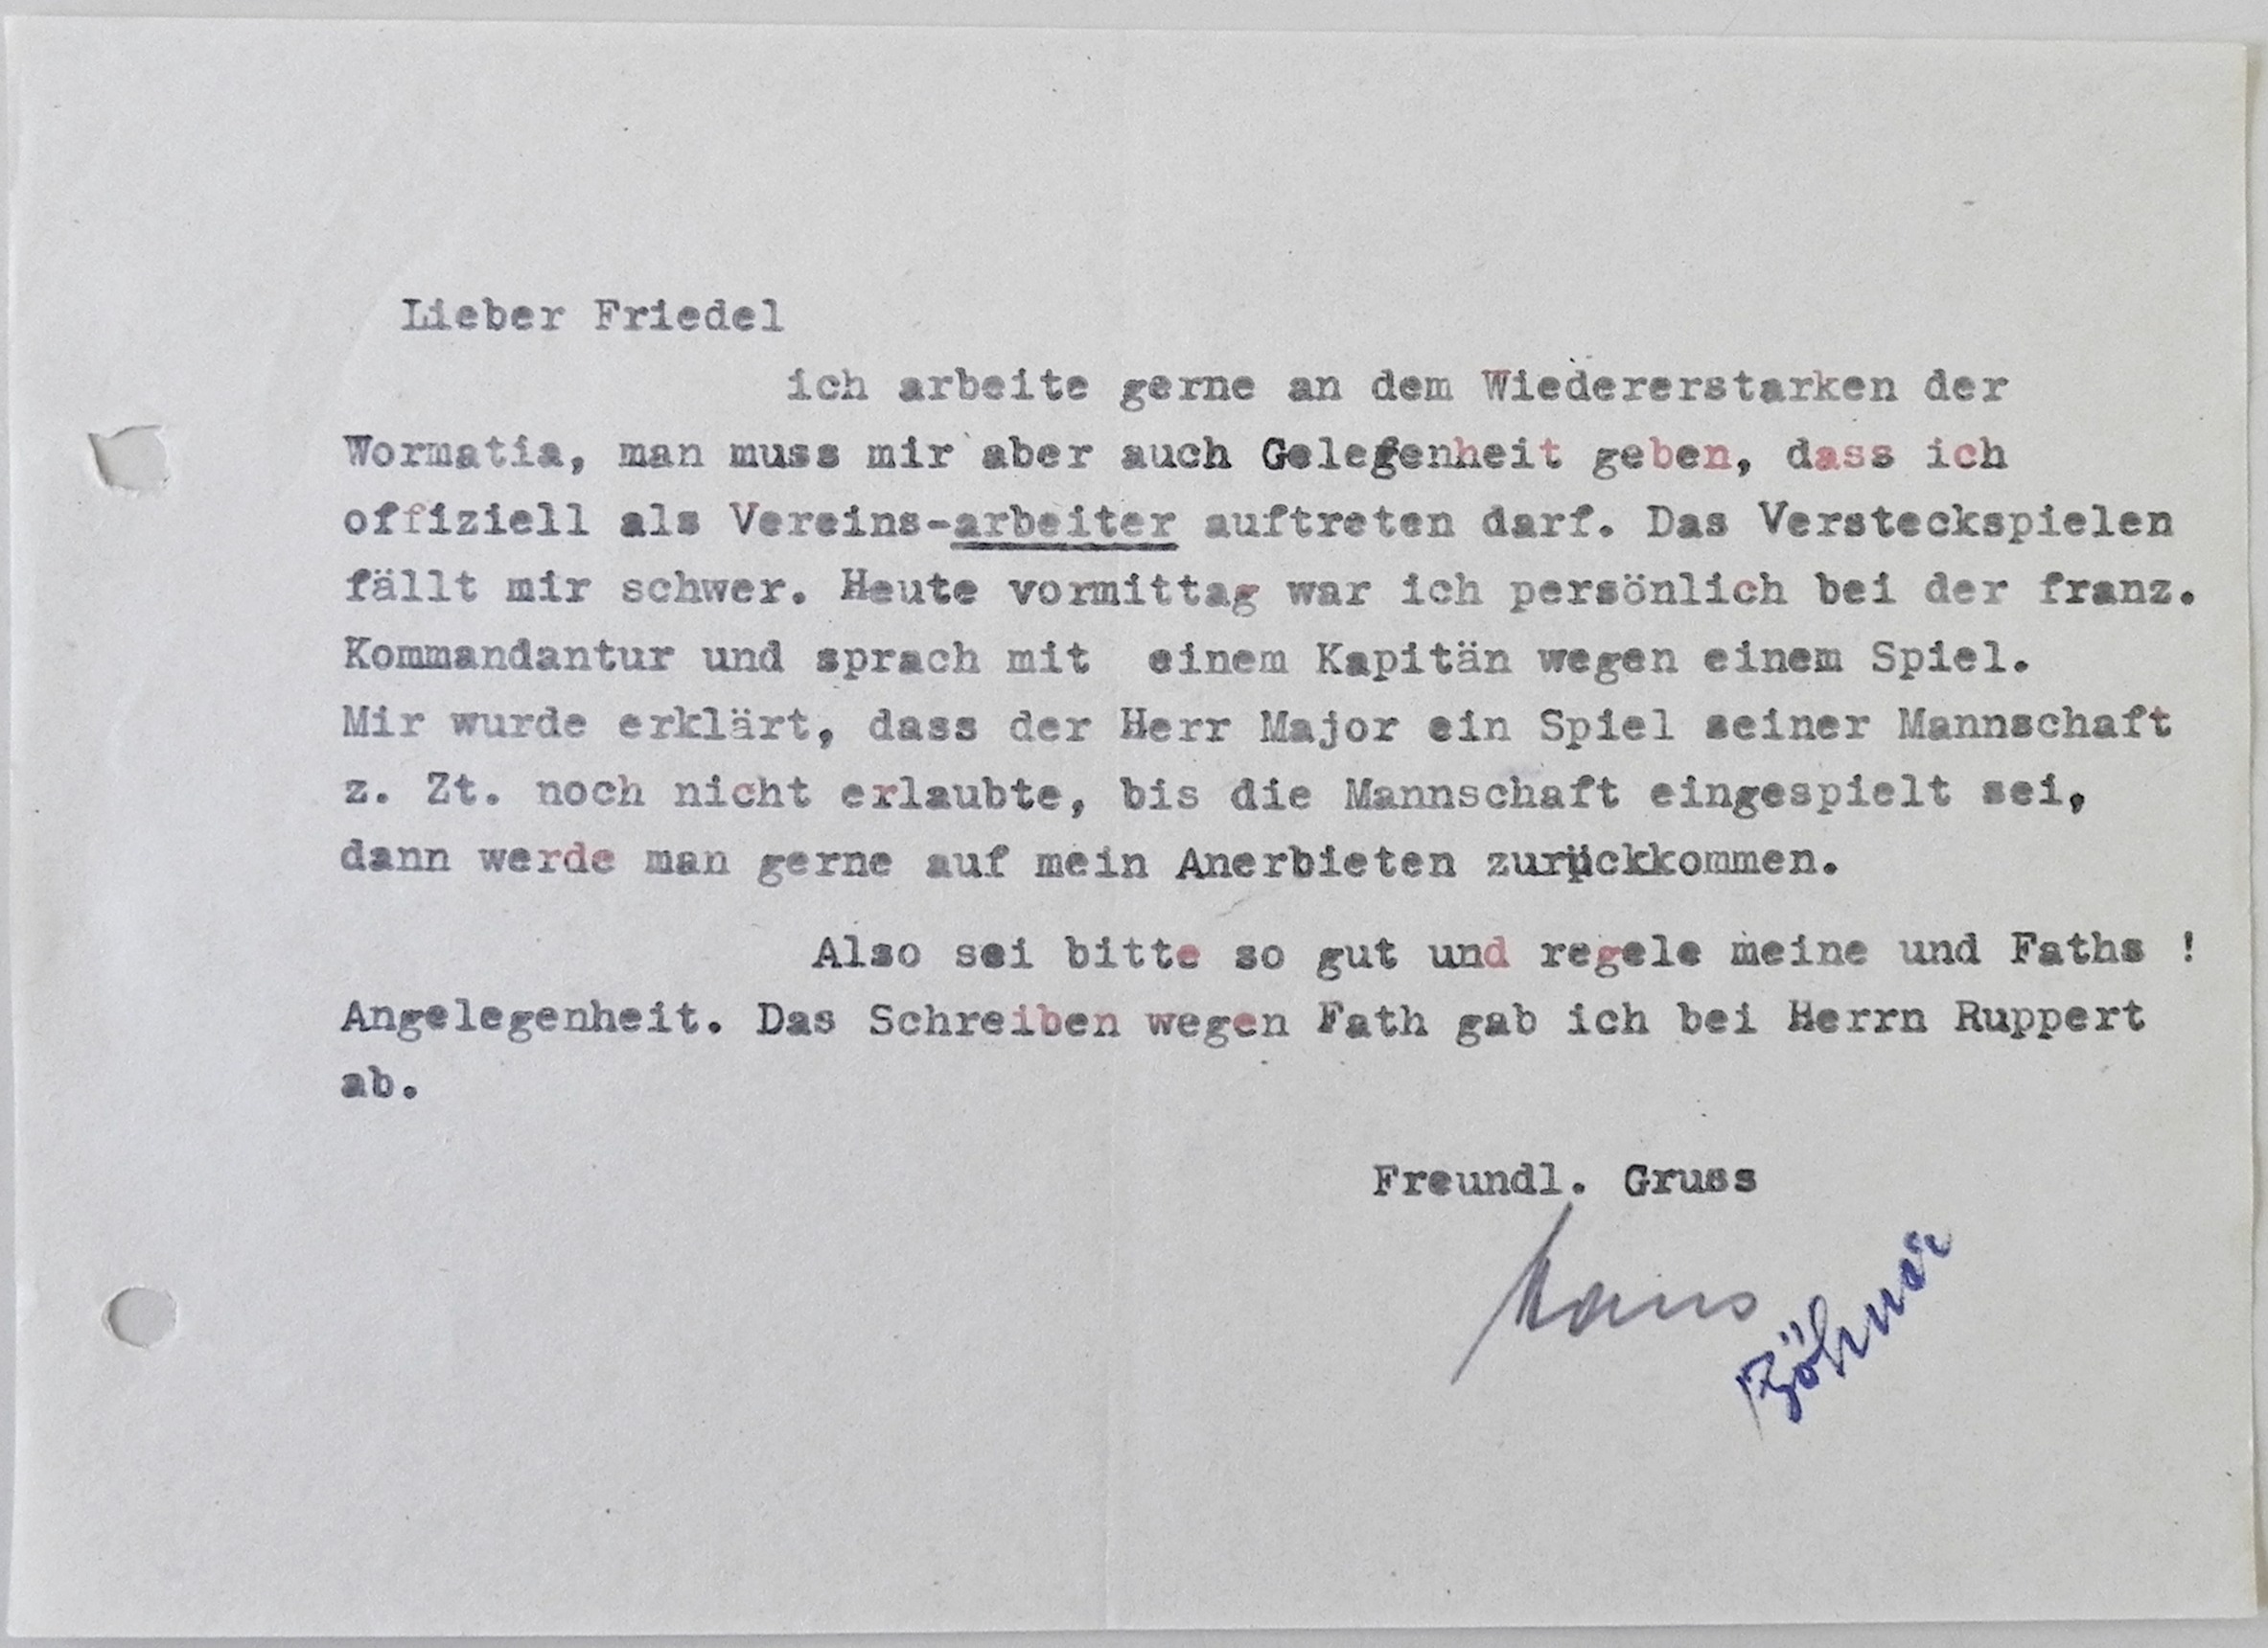 Lieber Friedel
ich arbeite gerne an dem Wiedererstarken der
Wormatia, man muss mir aber auch Gelegenheit geben, dass ich
offiziell als Vereins-arbeiter auftreten darf. Das Versteckspielen
fällt mir schwer. Heute vormittag war ich persönlich bei der franz.
Kommandantur und sprach mit einem Kapitän wegen einem Spiel.
Mir wurde erklärt, dass der Herr Major ein Spiel seiner Mannschaft
z. Zt. noch nicht erlaubte, bis die Mannschaft eingespielt sei,
dann werde man gerne auf mein Anerbieten zurückkommen.
Also sei bitte so gut und regele meine und Faths !
Angelegenheit. Das Schreiben wegen Fath gab ich bei Herrn Ruppert
ab.
Freundl. Gruss
Hans
Böhmer